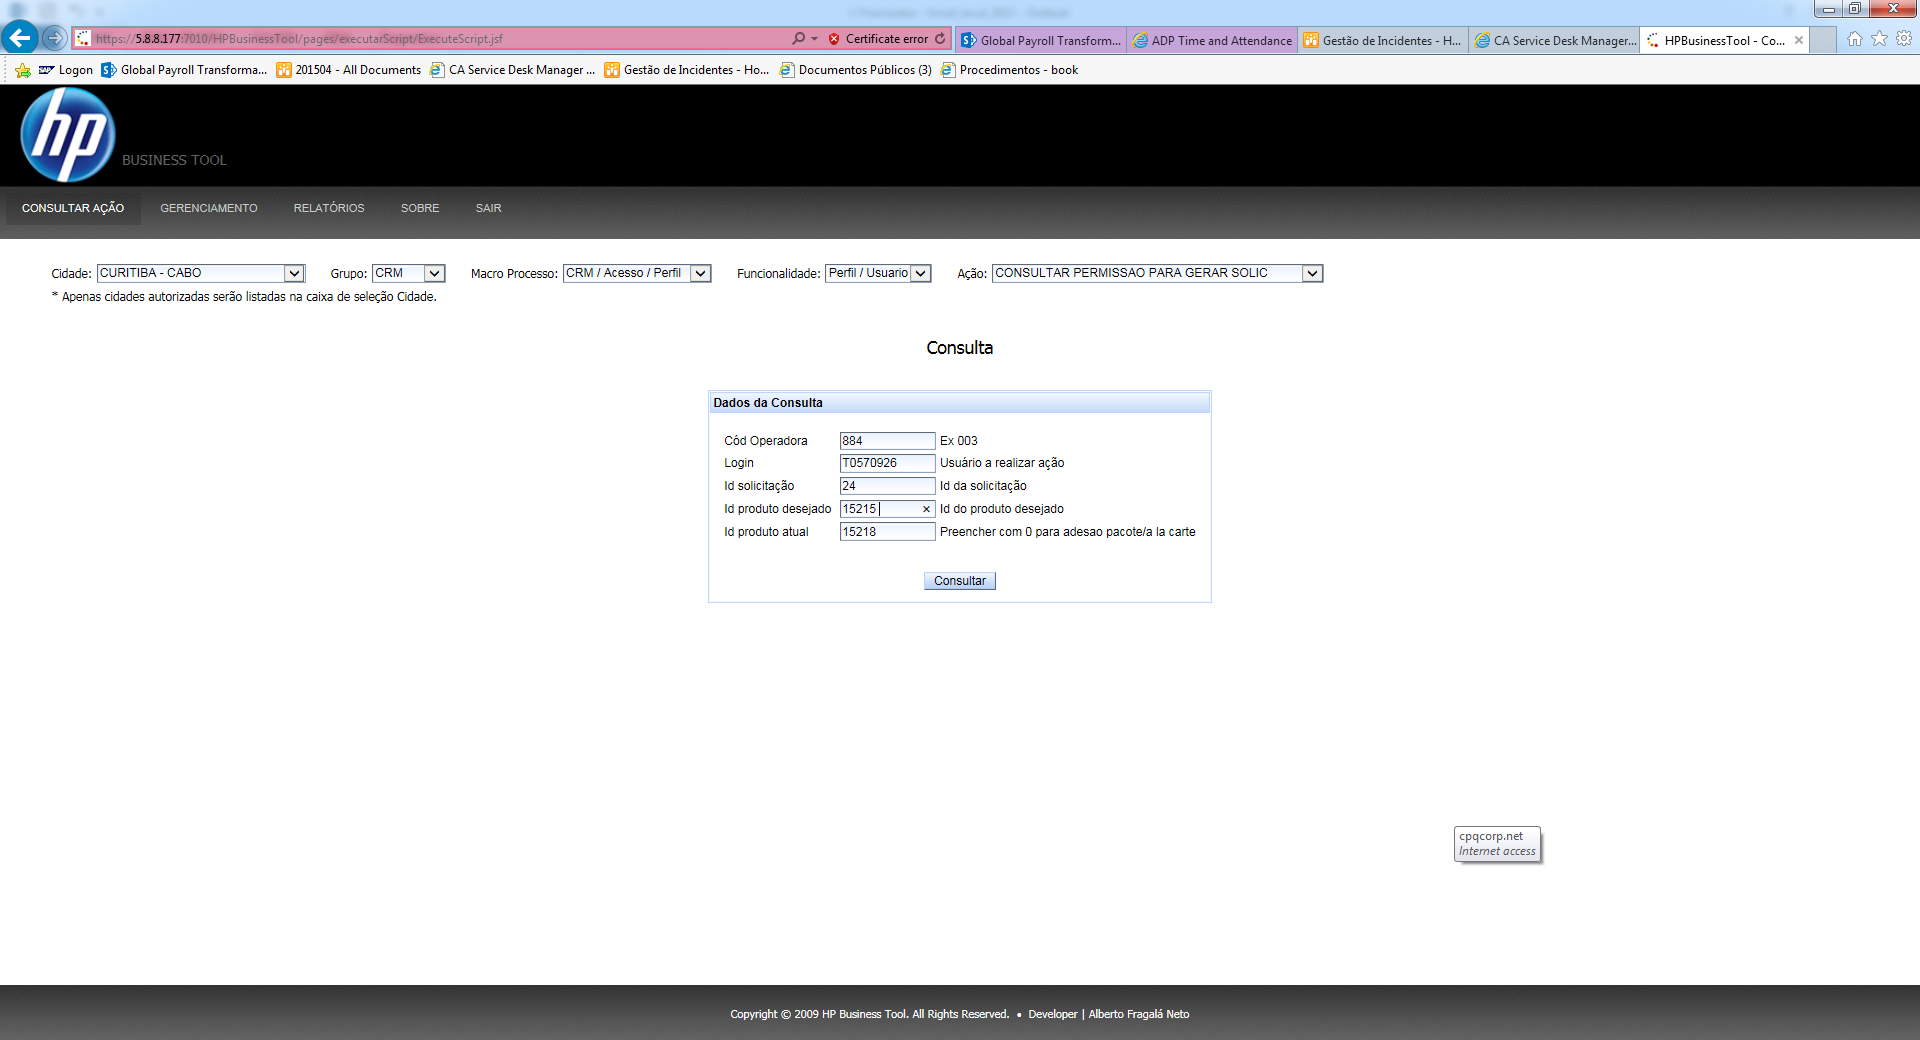 https://5.8.8.177:7010/HPBusinessTool/pages/executarScript/ExecuteScript.jsf
Certificate error
Global Payroll Transform...
ADP Time and Attendance
Gestão de Incidentes - H...
CA Service Desk Manager...
HPBusinessTool - Co...
Logon
Global Payroll Transforma...
201504 - All Documents
CA Service Desk Manager ...
Gestão de Incidentes - Ho...
Documentos Públicos (3)
Procedimentos - book
hp
BUSINESS TOOL
CONSULTAR AÇÃO
GERENCIAMENTO
RELATÓRIOS
SOBRE
SAIR
Cidade: CURITIBA - CABO
Grupo: CRM
Macro Processo: CRM / Acesso / Perfil
Funcionalidade: Perfil / Usuario
Ação: CONSULTAR PERMISSAO PARA GERAR SOLIC
* Apenas cidades autorizadas serão listadas na caixa de seleção Cidade.
Consulta
Dados da Consulta
Cód Operadora 884 Ex 003
Login T0570926 Usuário a realizar ação
Id solicitação 24 Id da solicitação
Id produto desejado 15215 Id do produto desejado
Id produto atual 15218 Preencher com 0 para adesao pacote/a la carte
Consultar
cpqcorp.net
Internet access
Copyright © 2009 HP Business Tool. All Rights Reserved. • Developer | Alberto Fragalá Neto